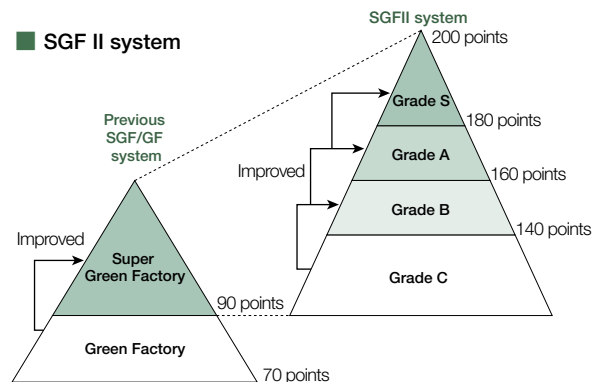 SGF II system
Previous
SGF/GF
system
Improved
Super
Green Factory
90 points
Green Factory
70 points
SGFII system
200 points
Grade S
180 points
Improved
Grade A
160 points
Grade B
140 points
Grade C